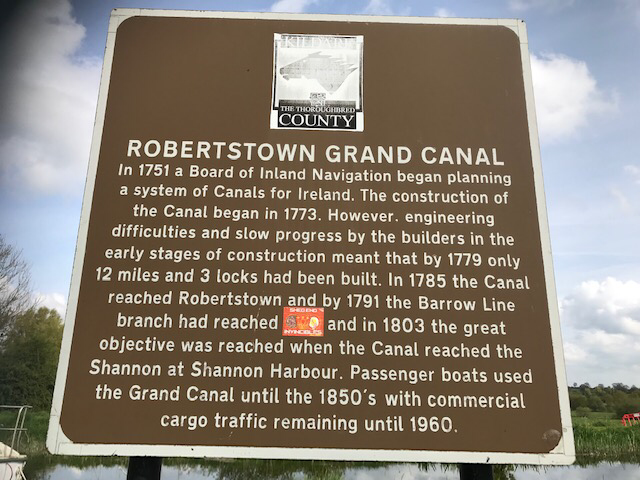 KILDARE
THE THOROUGHBRED
COUNTY
ROBERTSTOWN GRAND CANAL
In 1751 a Board of Inland Navigation began planning
a system of Canals for Ireland. The construction of
the Canal began in 1773. However. engineering
difficulties and slow progress by the builders in the
early stages of construction meant that by 1779 only
12 miles and 3 locks had been built. In 1785 the Canal
reached Robertstown and by 1791 the Barrow Line
branch had reached and in 1803 the great
SHED END
INVINCIBLES
objective was reached when the Canal reached the
Shannon at Shannon Harbour. Passenger boats used
the Grand Canal until the 1850's with commercial
cargo traffic remaining until 1960.